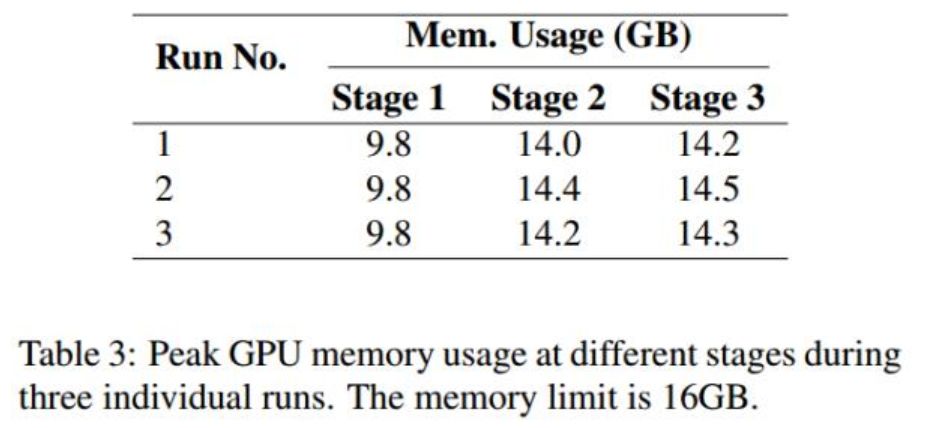 Mem. Usage (GB)
Run No.
Stage 1 Stage 2 Stage 3
1 9.8 14.0 14.2
2 9.8 14.4 14.5
3 9.8 14.2 14.3
Table 3: Peak GPU memory usage at different stages during
three individual runs. The memory limit is 16GB.